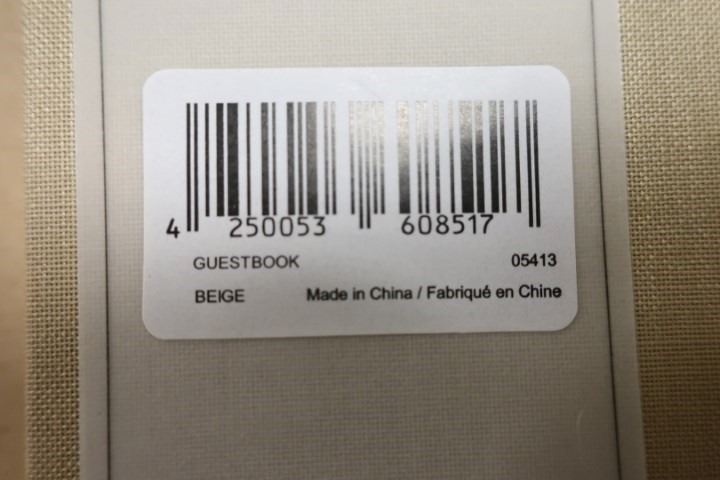 4 250053 608517
GUESTBOOK 05413
BEIGE Made in China / Fabriqué en Chine